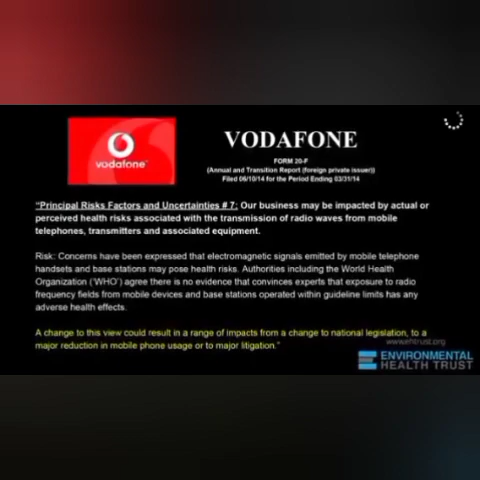 vodafone
VODAFONE
FORM 20-F
(Annual and Transition Report (foreign private issuer))
Filed 06/10/14 for the Period Ending 03/31/14
"Principal Risks Factors and Uncertainties # 7: Our business may be impacted by actual or
perceived health risks associated with the transmission of radio waves from mobile
telephones, transmitters and associated equipment.
Risk: Concerns have been expressed that electromagnetic signals emitted by mobile telephone
handsets and base stations may pose health risks. Authorities including the World Health
Organization ('WHO') agree there is no evidence that convinces experts that exposure to radio
frequency fields from mobile devices and base stations operated within guideline limits has any
adverse health effects.
A change to this view could result in a range of impacts from a change to national legislation, to a
major reduction in mobile phone usage or to major litigation."
www.ehtrust.org
ENVIRONMENTAL
HEALTH TRUST